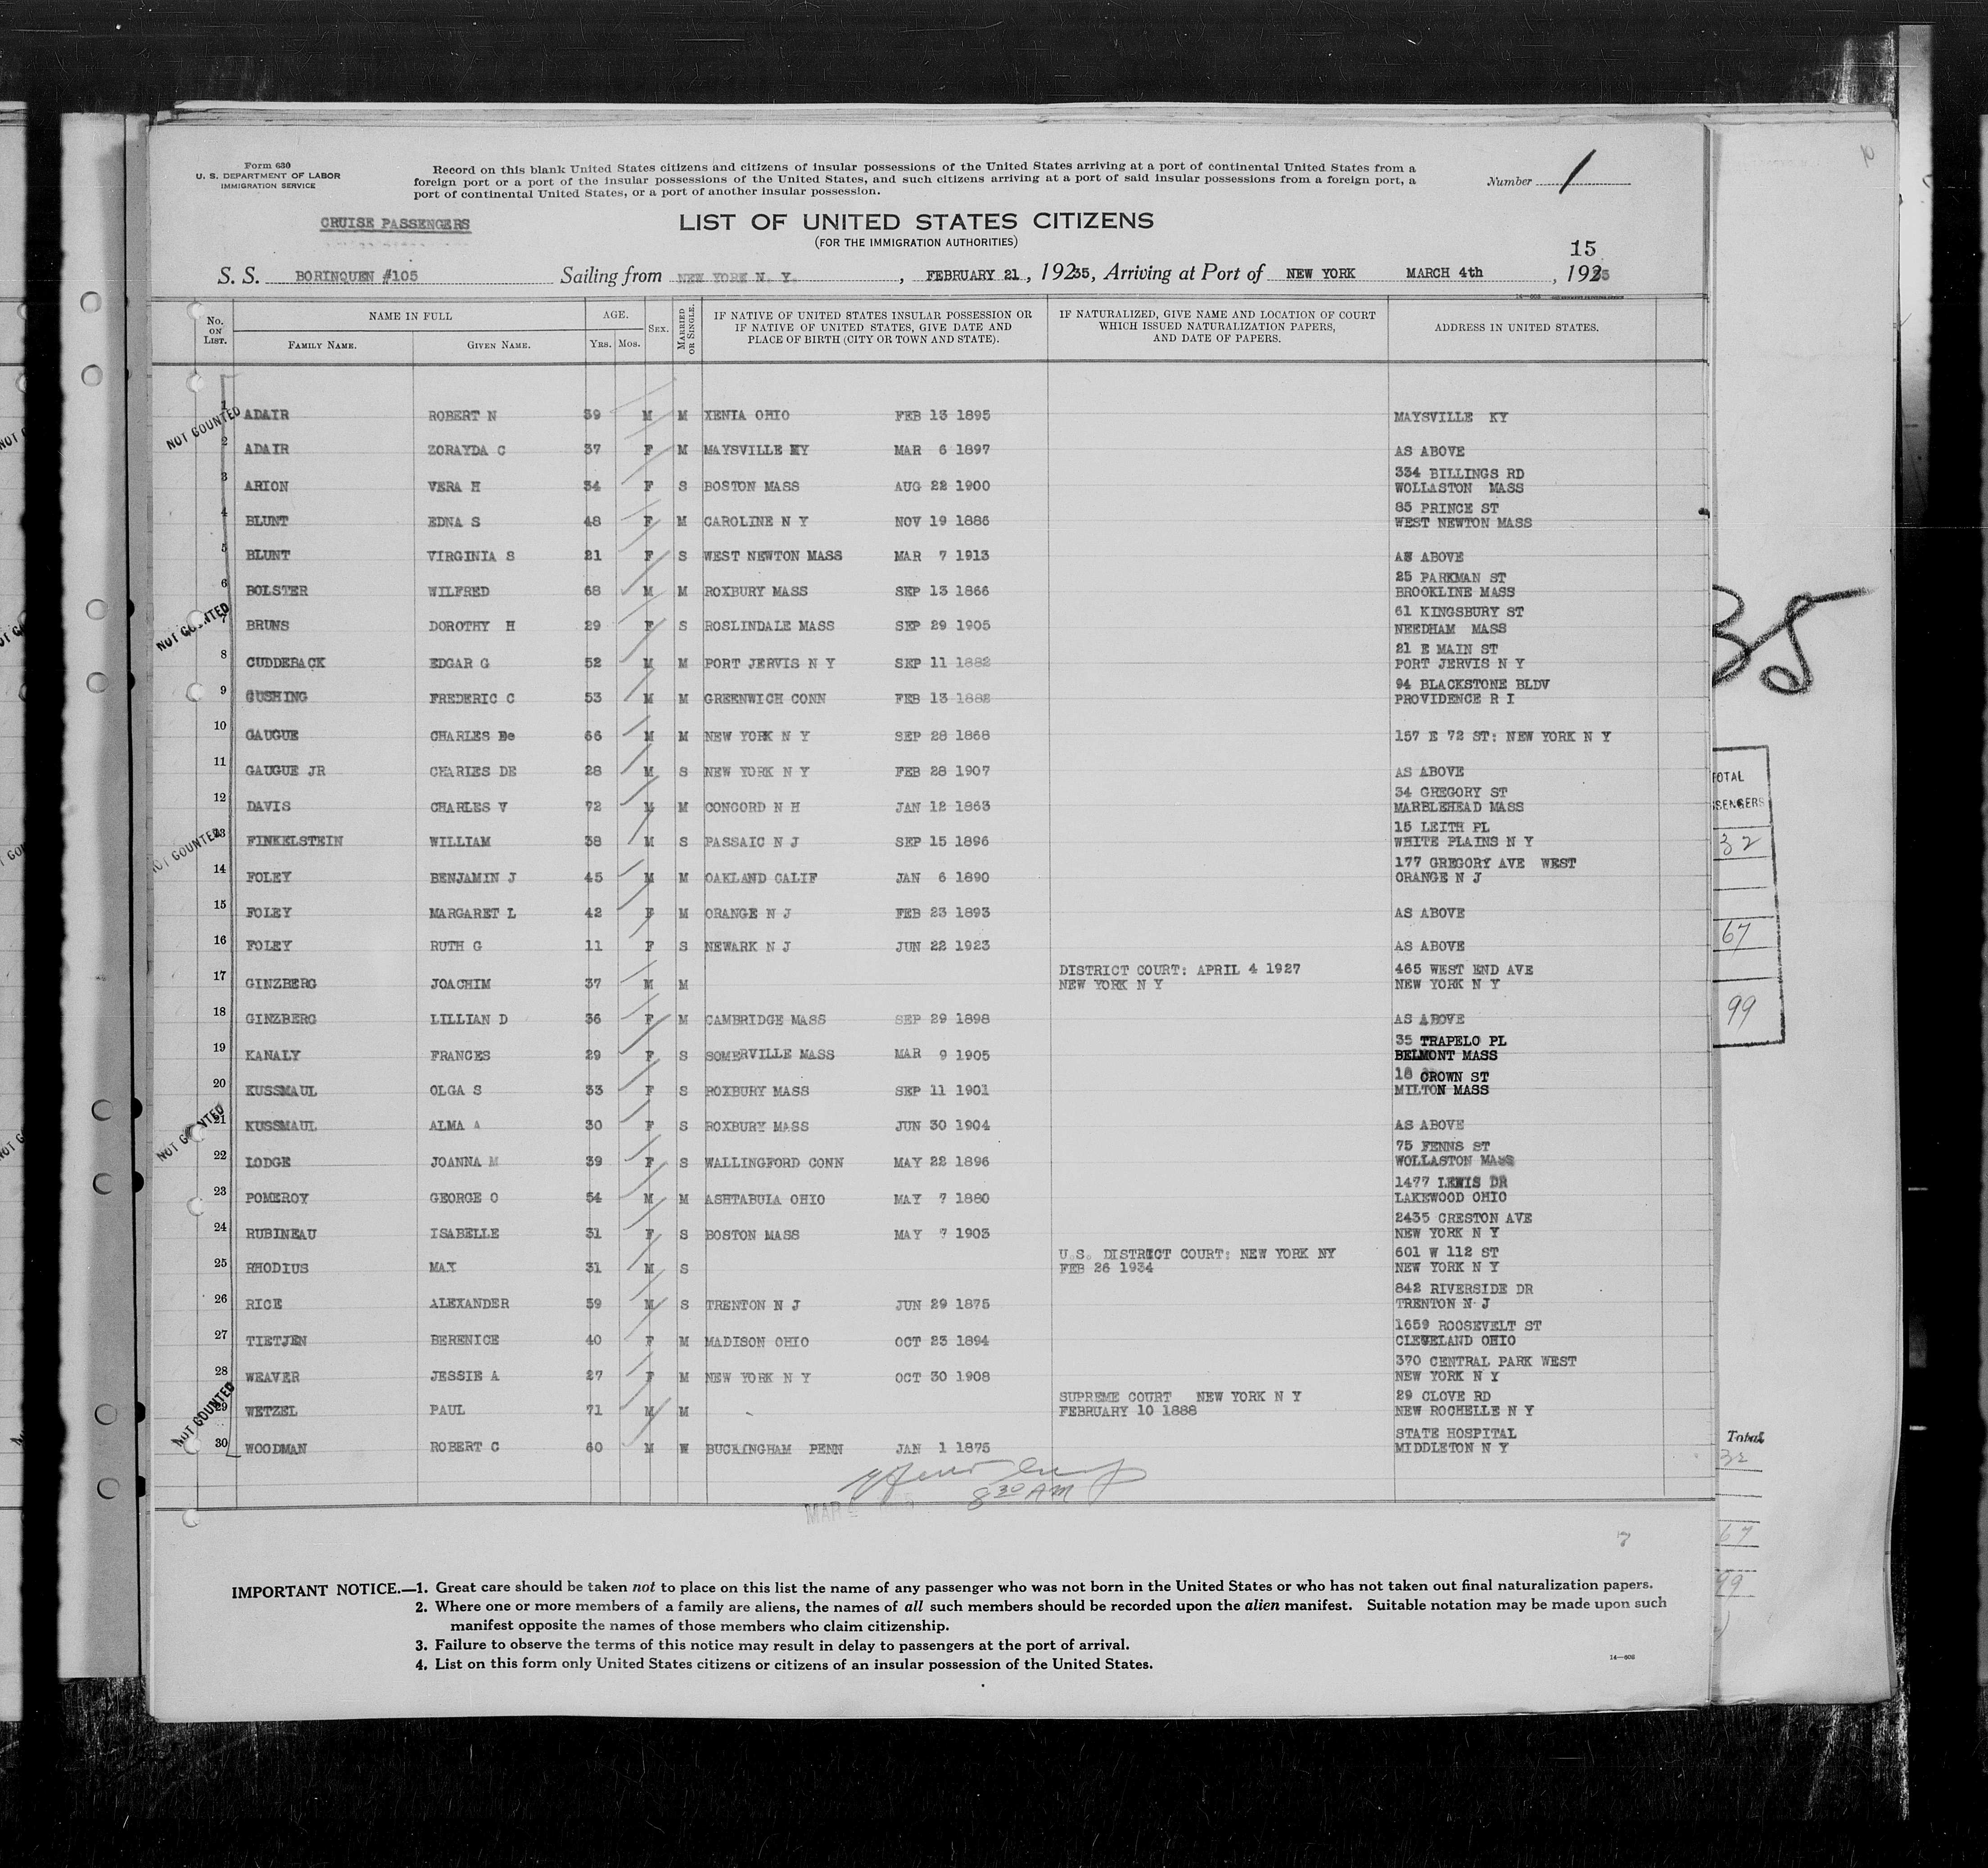 Form 630
U. S. DEPARTMENT OF LABOR
IMMIGRATION SERVICE
Record on this blank United States citizens and citizens of insular possessions of the United States arriving at a port of continental United States from a
foreign port or a port of the insular possessions of the United States, and such citizens arriving at a port of said insular possessions from a foreign port, a
port of continental United States, or a port of another insular possession.
Number 1
CRUISE PASSENGERS
LIST OF UNITED STATES CITIZENS
(FOR THE IMMIGRATION AUTHORITIES)
15
S. S. BORINQUEN #105 Sailing from NEW YORK N. Y. , FEBRUARY 21 , 1935, Arriving at Port of NEW YORK MARCH 4th , 1935
No. ON LIST. NAME IN FULL FAMILY NAME. GIVEN NAME. AGE. YRS. MOS. SEX. MARRIED OR SINGLE. IF NATIVE OF UNITED STATES INSULAR POSSESSION OR IF NATIVE OF UNITED STATES, GIVE DATE AND PLACE OF BIRTH (CITY OR TOWN AND STATE). IF NATURALIZED, GIVE NAME AND LOCATION OF COURT WHICH ISSUED NATURALIZATION PAPERS, AND DATE OF PAPERS. ADDRESS IN UNITED STATES.
NOT COUNTED
1 ADAIR ROBERT N 39 M M XENIA OHIO FEB 13 1895 MAYSVILLE KY
2 ADAIR ZORAYDA C 37 F M MAYSVILLE KY MAR 6 1897 AS ABOVE
3 ARION VERA H 34 F S BOSTON MASS AUG 22 1900 334 BILLINGS RD
WOLLASTON MASS
4 BLUNT EDNA S 48 F M CAROLINE N Y NOV 19 1886 85 PRINCE ST
WEST NEWTON MASS
5 BLUNT VIRGINIA S 21 F S WEST NEWTON MASS MAR 7 1913 AS ABOVE
6 BOLSTER WILFRED 68 M M ROXBURY MASS SEP 13 1866 25 PARKMAN ST
BROOKLINE MASS
NOT COUNTED
7 BRUNS DOROTHY H 29 F S ROSLINDALE MASS SEP 29 1905 61 KINGSBURY ST
NEEDHAM MASS
8 CUDDEBACK EDGAR G 52 M M PORT JERVIS N Y SEP 11 1882 21 E MAIN ST
PORT JERVIS N Y
9 CUSHING FREDERIC C 53 M M GREENWICH CONN FEB 13 1882 94 BLACKSTONE BLDV
PROVIDENCE R I
10 GAUGUE CHARLES De 66 M M NEW YORK N Y SEP 28 1868 157 E 72 ST: NEW YORK N Y
11 GAUGUE JR CHARLES DE 28 M S NEW YORK N Y FEB 28 1907 AS ABOVE
12 DAVIS CHARLES V 72 M M CONCORD N H JAN 12 1863 34 GREGORY ST
MARBLEHEAD MASS
NOT COUNTED
13 FINKELSTEIN WILLIAM 38 M S PASSAIC N J SEP 15 1896 15 LEITH PL
WHITE PLAINS N Y
14 FOLEY BENJAMIN J 45 M M OAKLAND CALIF JAN 6 1890 177 GREGORY AVE WEST
ORANGE N J
15 FOLEY MARGARET L 42 F M ORANGE N J FEB 23 1893 AS ABOVE
16 FOLEY RUTH G 11 F S NEWARK N J JUN 22 1923 AS ABOVE
17 GINZBERG JOACHIM 37 M M DISTRICT COURT: APRIL 4 1927
NEW YORK N Y 465 WEST END AVE
NEW YORK N Y
18 GINZBERG LILLIAN D 36 F M CAMBRIDGE MASS SEP 29 1898 AS ABOVE
19 KANALY FRANCES 29 F S SOMERVILLE MASS MAR 9 1905 35 TRAPELO PL
BELMONT MASS
20 KUSSMAUL OLGA S 33 F S ROXBURY MASS SEP 11 1901 18 CROWN ST
MILTON MASS
NOT COUNTED
21 KUSSMAUL ALMA A 30 F S ROXBURY MASS JUN 30 1904 AS ABOVE
22 LODGE JOANNA M 39 F S WALLINGFORD CONN MAY 22 1896 75 FENNS ST
WOLLASTON MASS
23 POMEROY GEORGE O 54 M M ASHTABULA OHIO MAY 7 1880 1477 LEWIS DR
LAKEWOOD OHIO
24 RUBINEAU ISABELLE 31 F S BOSTON MASS MAY 7 1903 2435 CRESTON AVE
NEW YORK N Y
25 RHODIUS MAX 31 M S U.S. DISTRICT COURT: NEW YORK NY
FEB 26 1934 601 W 112 ST
NEW YORK N Y
26 RICE ALEXANDER 59 M S TRENTON N J JUN 29 1875 842 RIVERSIDE DR
TRENTON N J
27 TIETJEN BERENICE 40 F M MADISON OHIO OCT 23 1894 1659 ROOSEVELT ST
CLEVELAND OHIO
28 WEAVER JESSIE A 27 F M NEW YORK N Y OCT 30 1908 370 CENTRAL PARK WEST
NEW YORK N Y
NOT COUNTED
29 WETZEL PAUL 71 M M SUPREME COURT NEW YORK N Y
FEBRUARY 10 1888 29 CLOVE RD
NEW ROCHELLE N Y
30 WOODMAN ROBERT C 60 M W BUCKINGHAM PENN JAN 1 1875 STATE HOSPITAL
MIDDLETON N Y
8 30 AM
MAR 4
IMPORTANT NOTICE.—1. Great care should be taken not to place on this list the name of any passenger who was not born in the United States or who has not taken out final naturalization papers.
2. Where one or more members of a family are aliens, the names of all such members should be recorded upon the alien manifest. Suitable notation may be made upon such
manifest opposite the names of those members who claim citizenship.
3. Failure to observe the terms of this notice may result in delay to passengers at the port of arrival.
4. List on this form only United States citizens or citizens of an insular possession of the United States.
14—608
35
TOTAL
32
67
99
Total
32
67
99